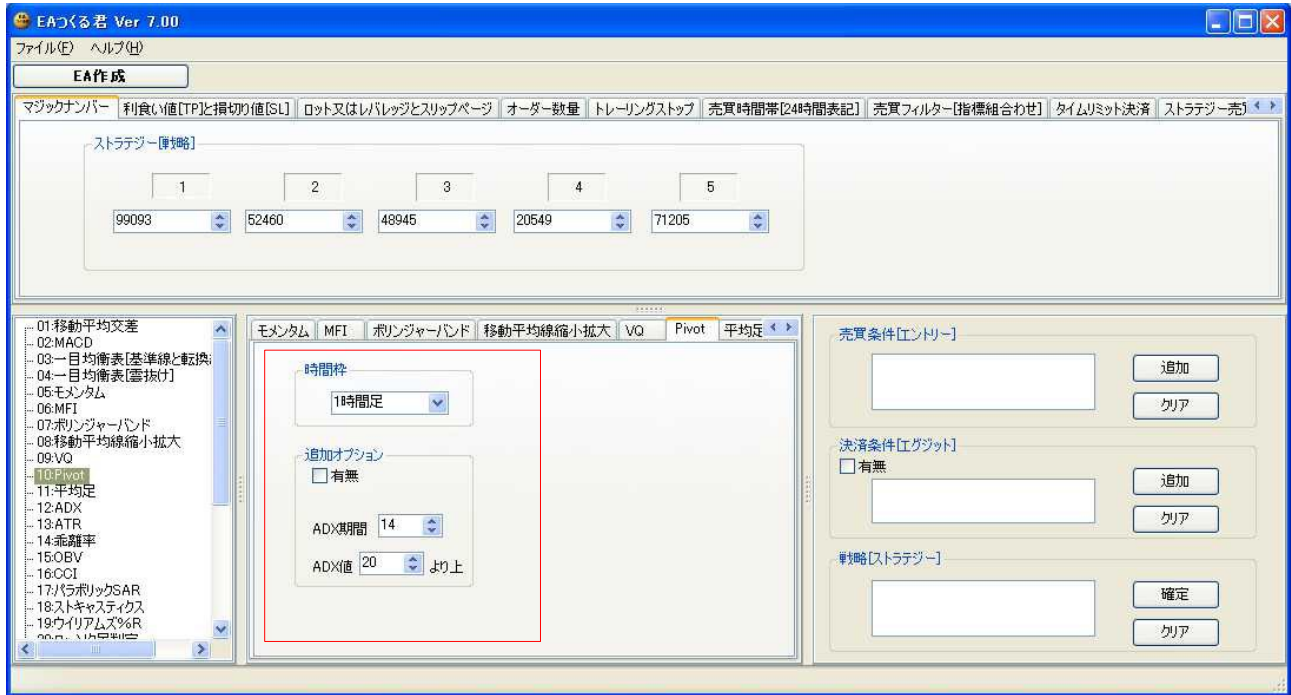 EAつくる君 Ver 7.00
ファイル(F) ヘルプ(H)
EA作成
マジックナンバー 利食い値[TP]と損切り値[SL] ロット又はレバレッジとスリップページ オーダー数量 トレーリングストップ 売買時間帯[24時間表記] 売買フィルター[指標組合わせ] タイムリミット決済 ストラテジー売
ストラテジー[戦略]
1 2 3 4 5
99093 52460 48945 20549 71205
01:移動平均交差
02:MACD
03:一目均衡表[基準線と転換
04:一目均衡表[雲抜け]
05:モメンタム
06:MFI
07:ボリンジャーバンド
08:移動平均線縮小拡大
09:VQ
10:Pivot
11:平均足
12:ADX
13:ATR
14:乖離率
15:OBV
16:CCI
17:パラボリックSAR
18:ストキャスティクス
19:ウイリアムズ%R
モメンタム MFI ボリンジャーバンド 移動平均線縮小拡大 VQ Pivot 平均足
時間枠
1時間足
追加オプション
有無
ADX期間 14
ADX値 20 より上
売買条件[エントリー]
追加
クリア
決済条件[エグジット]
有無
追加
クリア
戦略[ストラテジー]
確定
クリア